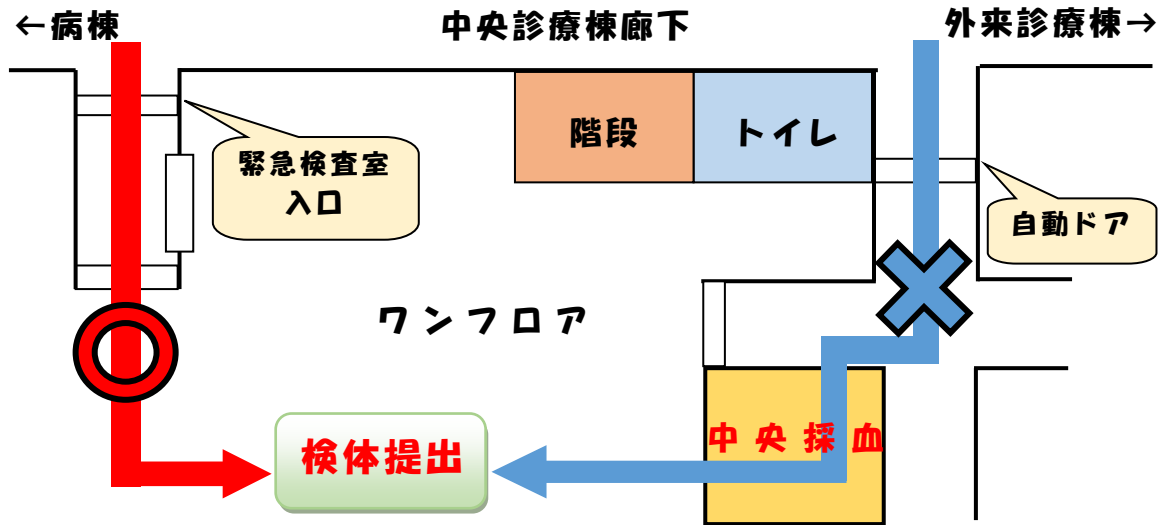 ←病棟
中央診療棟廊下
外来診療棟→
階段
トイレ
緊急検査室
入口
自動ドア
ワンフロア
中央採血
検体提出